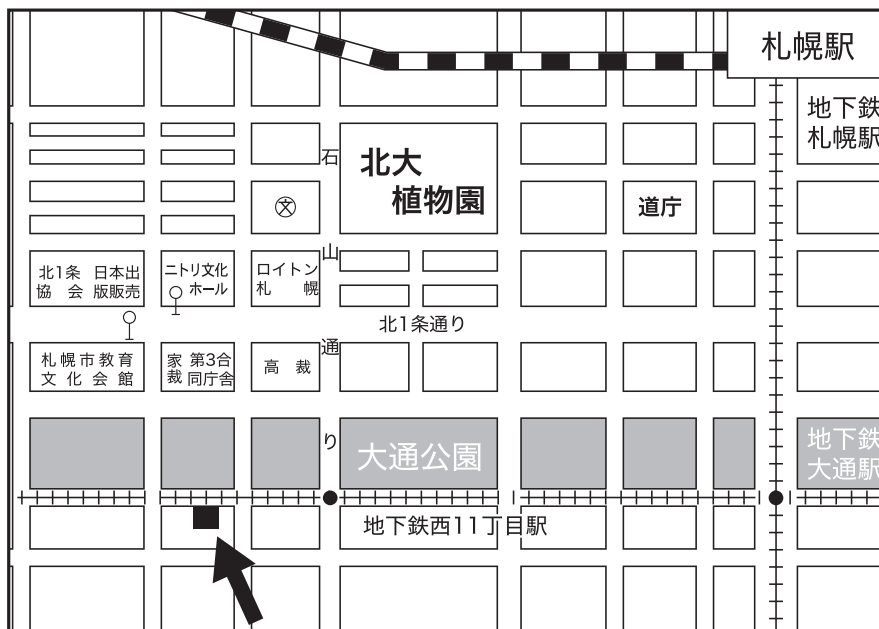 札幌駅
地下鉄
札幌駅
石山通り
北大
植物園
文
道庁
北1条 日本出
協 会 版販売
ニトリ文化
ホール
ロイトン
札 幌
北1条通り
札幌市教育
文化会館
家裁
第3合
同庁舎
高 裁
大通公園
地下鉄
大通駅
地下鉄西11丁目駅